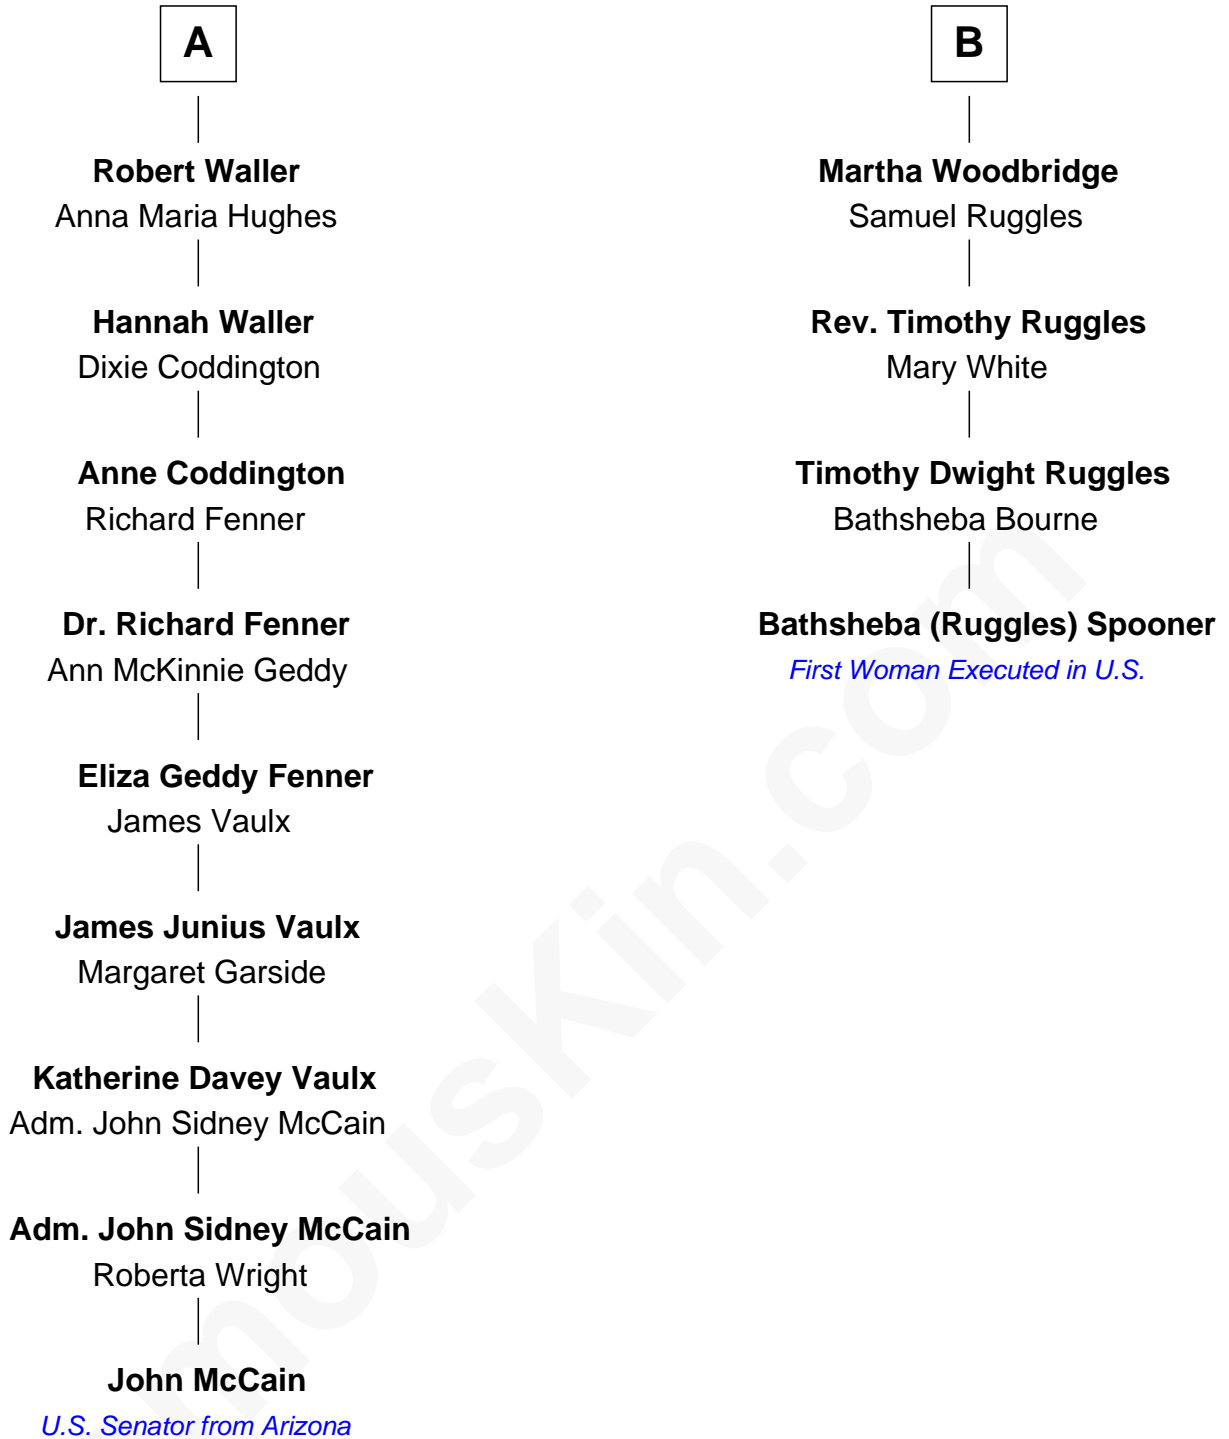 A
Robert Waller
Anna Maria Hughes
Hannah Waller
Dixie Coddington
Anne Coddington
Richard Fenner
Dr. Richard Fenner
Ann McKinnie Geddy
Eliza Geddy Fenner
James Vaulx
James Junius Vaulx
Margaret Garside
Katherine Davey Vaulx
Adm. John Sidney McCain
Adm. John Sidney McCain
Roberta Wright
John McCain
U.S. Senator from Arizona
B
Martha Woodbridge
Samuel Ruggles
Rev. Timothy Ruggles
Mary White
Timothy Dwight Ruggles
Bathsheba Bourne
Bathsheba (Ruggles) Spooner
First Woman Executed in U.S.
mousKin.com